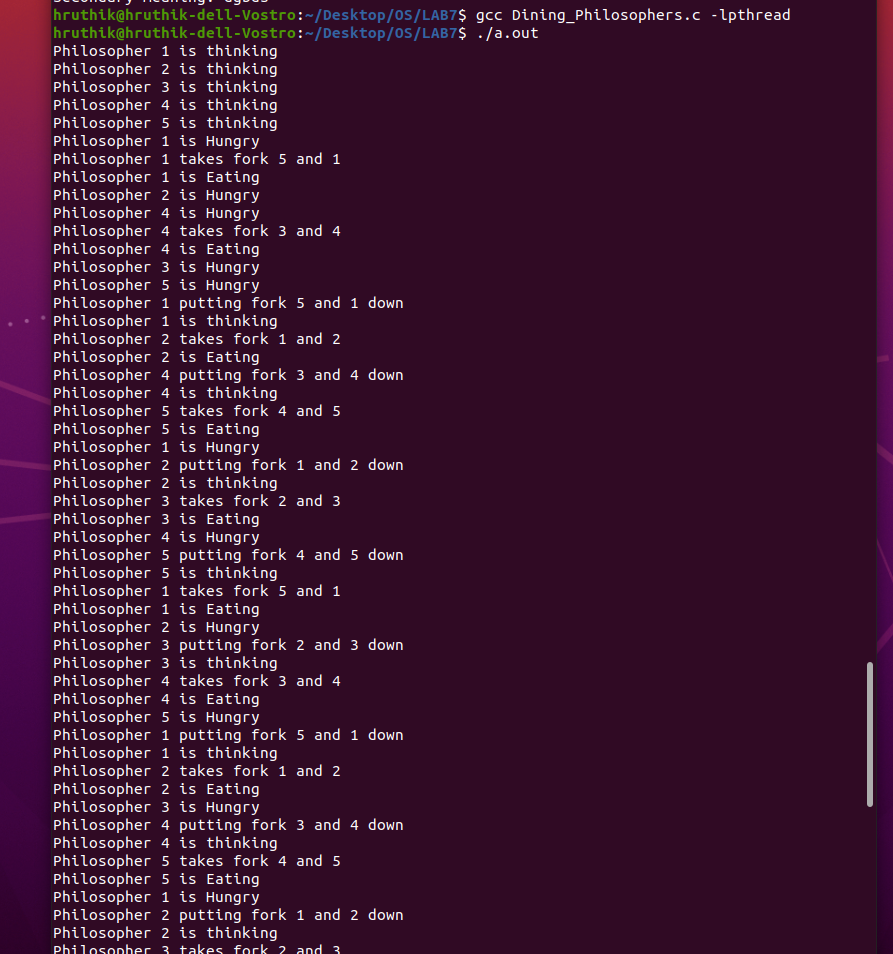 hruthik@hruthik-dell-Vostro:~/Desktop/OS/LAB7$ gcc Dining_Philosophers.c -lpthread
hruthik@hruthik-dell-Vostro:~/Desktop/OS/LAB7$ ./a.out
Philosopher 1 is thinking
Philosopher 2 is thinking
Philosopher 3 is thinking
Philosopher 4 is thinking
Philosopher 5 is thinking
Philosopher 1 is Hungry
Philosopher 1 takes fork 5 and 1
Philosopher 1 is Eating
Philosopher 2 is Hungry
Philosopher 4 is Hungry
Philosopher 4 takes fork 3 and 4
Philosopher 4 is Eating
Philosopher 3 is Hungry
Philosopher 5 is Hungry
Philosopher 1 putting fork 5 and 1 down
Philosopher 1 is thinking
Philosopher 2 takes fork 1 and 2
Philosopher 2 is Eating
Philosopher 4 putting fork 3 and 4 down
Philosopher 4 is thinking
Philosopher 5 takes fork 4 and 5
Philosopher 5 is Eating
Philosopher 1 is Hungry
Philosopher 2 putting fork 1 and 2 down
Philosopher 2 is thinking
Philosopher 3 takes fork 2 and 3
Philosopher 3 is Eating
Philosopher 4 is Hungry
Philosopher 5 putting fork 4 and 5 down
Philosopher 5 is thinking
Philosopher 1 takes fork 5 and 1
Philosopher 1 is Eating
Philosopher 2 is Hungry
Philosopher 3 putting fork 2 and 3 down
Philosopher 3 is thinking
Philosopher 4 takes fork 3 and 4
Philosopher 4 is Eating
Philosopher 5 is Hungry
Philosopher 1 putting fork 5 and 1 down
Philosopher 1 is thinking
Philosopher 2 takes fork 1 and 2
Philosopher 2 is Eating
Philosopher 3 is Hungry
Philosopher 4 putting fork 3 and 4 down
Philosopher 4 is thinking
Philosopher 5 takes fork 4 and 5
Philosopher 5 is Eating
Philosopher 1 is Hungry
Philosopher 2 putting fork 1 and 2 down
Philosopher 2 is thinking
Philosopher 3 takes fork 2 and 3